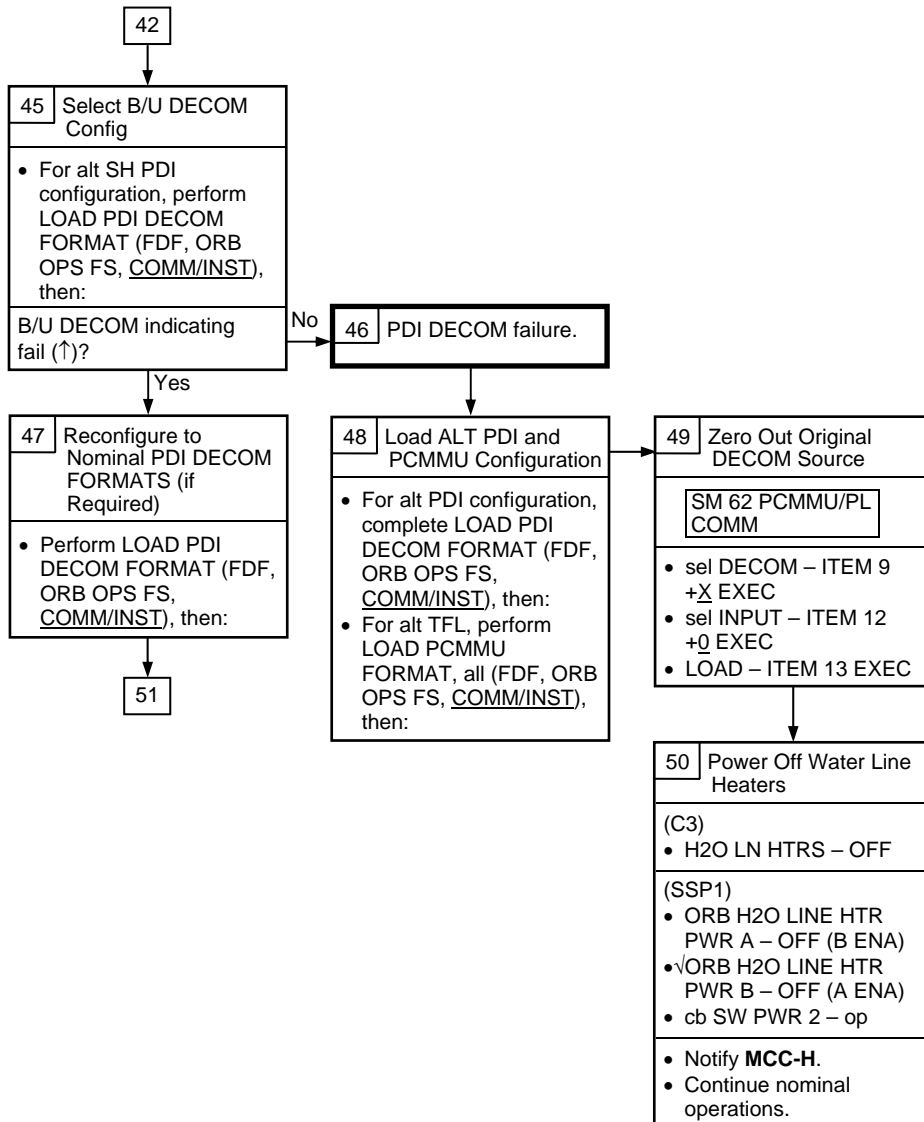 42
45 Select B/U DECOM
Config
• For alt SH PDI
configuration, perform
LOAD PDI DECOM
FORMAT (FDF, ORB
OPS FS, COMM/INST),
then:
B/U DECOM indicating
fail (↑)?
No
Yes
46 PDI DECOM failure.
47 Reconfigure to
Nominal PDI DECOM
FORMATS (if
Required)
• Perform LOAD PDI
DECOM FORMAT (FDF,
ORB OPS FS,
COMM/INST), then:
51
48 Load ALT PDI and
PCMMU Configuration
• For alt PDI configuration,
complete LOAD PDI
DECOM FORMAT (FDF,
ORB OPS FS,
COMM/INST), then:
• For alt TFL, perform
LOAD PCMMU
FORMAT, all (FDF, ORB
OPS FS, COMM/INST),
then:
49 Zero Out Original
DECOM Source
SM 62 PCMMU/PL
COMM
• sel DECOM – ITEM 9
+X EXEC
• sel INPUT – ITEM 12
+0 EXEC
• LOAD – ITEM 13 EXEC
50 Power Off Water Line
Heaters
(C3)
• H2O LN HTRS – OFF
(SSP1)
• ORB H2O LINE HTR
PWR A – OFF (B ENA)
•√ORB H2O LINE HTR
PWR B – OFF (A ENA)
• cb SW PWR 2 – op
• Notify MCC-H.
• Continue nominal
operations.